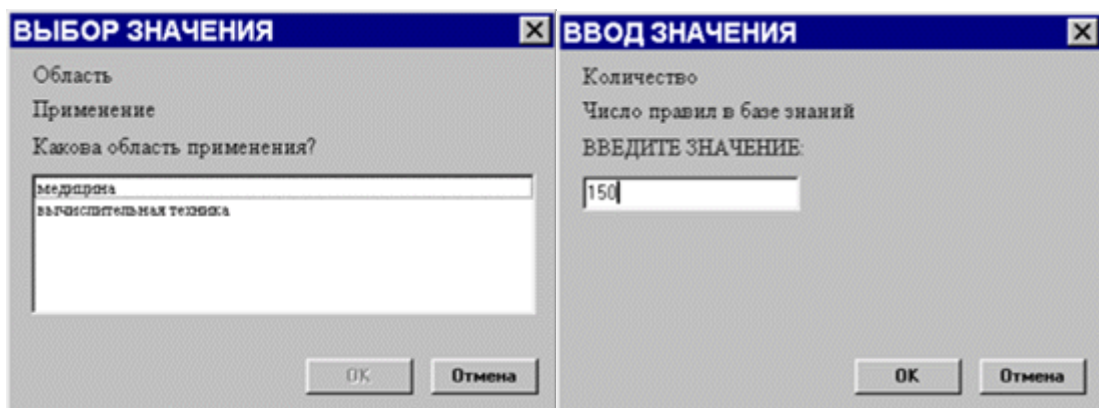 ВЫБОР ЗНАЧЕНИЯ
Область
Применение
Какова область применения?
медицина
вычислительная техника
OK
Отмена
ВВОД ЗНАЧЕНИЯ
Количество
Число правил в базе знаний
ВВЕДИТЕ ЗНАЧЕНИЕ:
150
OK
Отмена